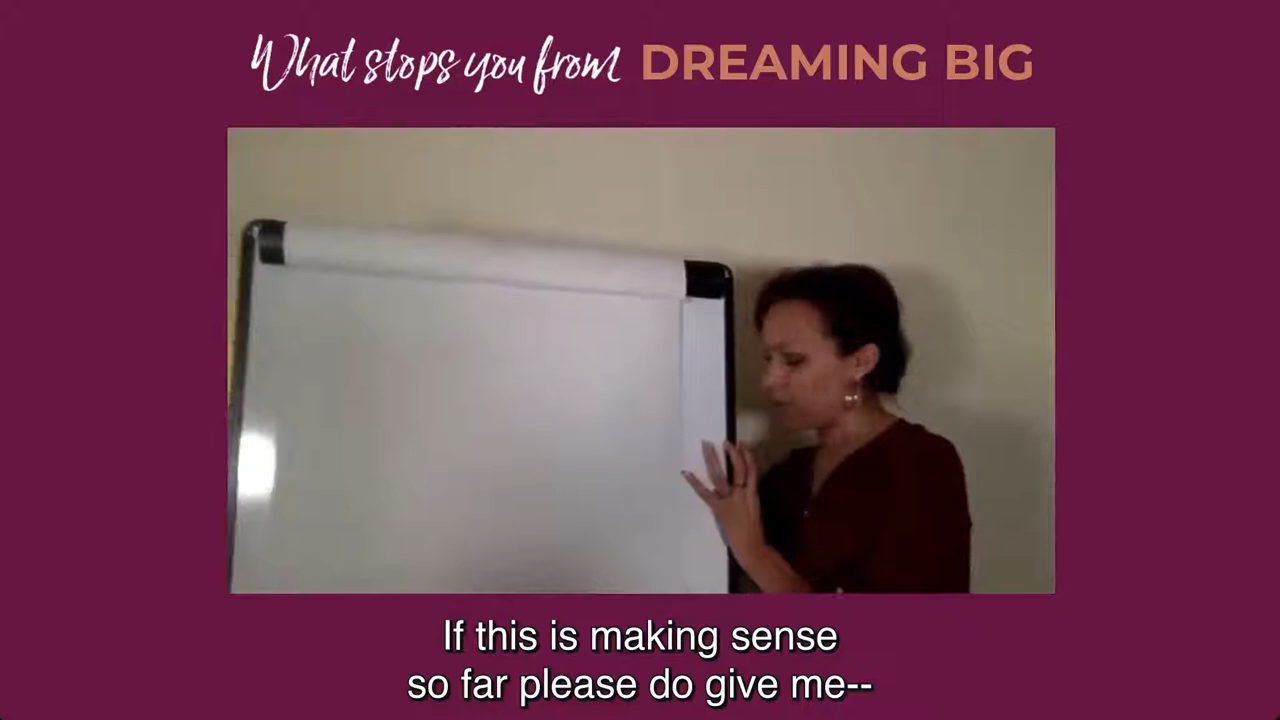 What stops you from DREAMING BIG
If this is making sense
so far please do give me--